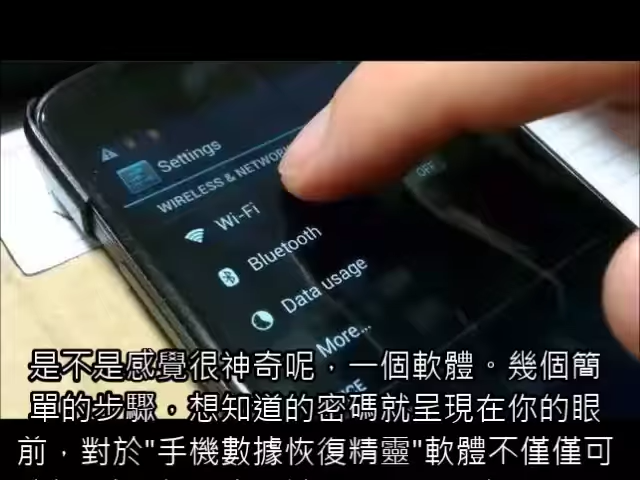 Settings
WIRELESS & NETWORK
Wi-Fi
OFF
Bluetooth
Data usage
More...
是不是感覺很神奇呢，一個軟體。幾個簡
單的步驟，想知道的密碼就呈現在你的眼
前，對於"手機數據恢復精靈"軟體不僅僅可